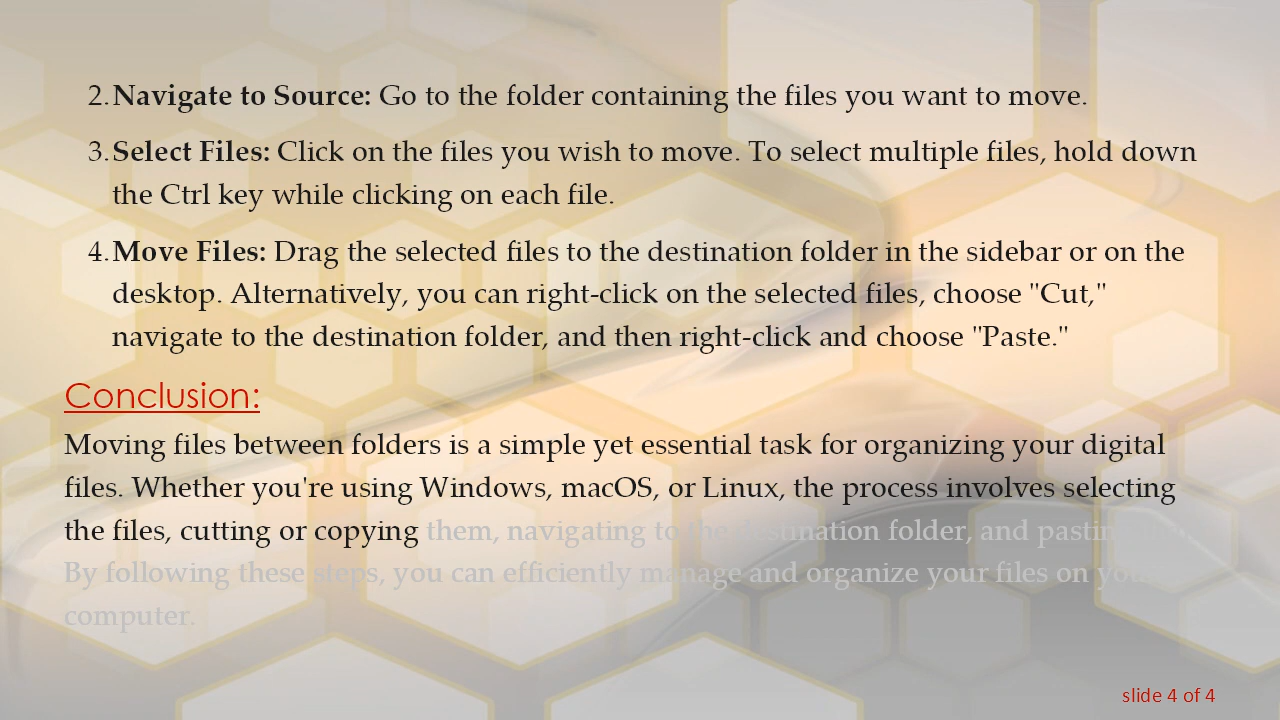 2. Navigate to Source: Go to the folder containing the files you want to move.
3. Select Files: Click on the files you wish to move. To select multiple files, hold down
the Ctrl key while clicking on each file.
4. Move Files: Drag the selected files to the destination folder in the sidebar or on the
desktop. Alternatively, you can right-click on the selected files, choose "Cut,"
navigate to the destination folder, and then right-click and choose "Paste."
Conclusion:
Moving files between folders is a simple yet essential task for organizing your digital
files. Whether you're using Windows, macOS, or Linux, the process involves selecting
the files, cutting or copying them, navigating to the destination folder, and
By following these steps, you can efficiently manage and organize your files on
computer.
slide 4 of 4